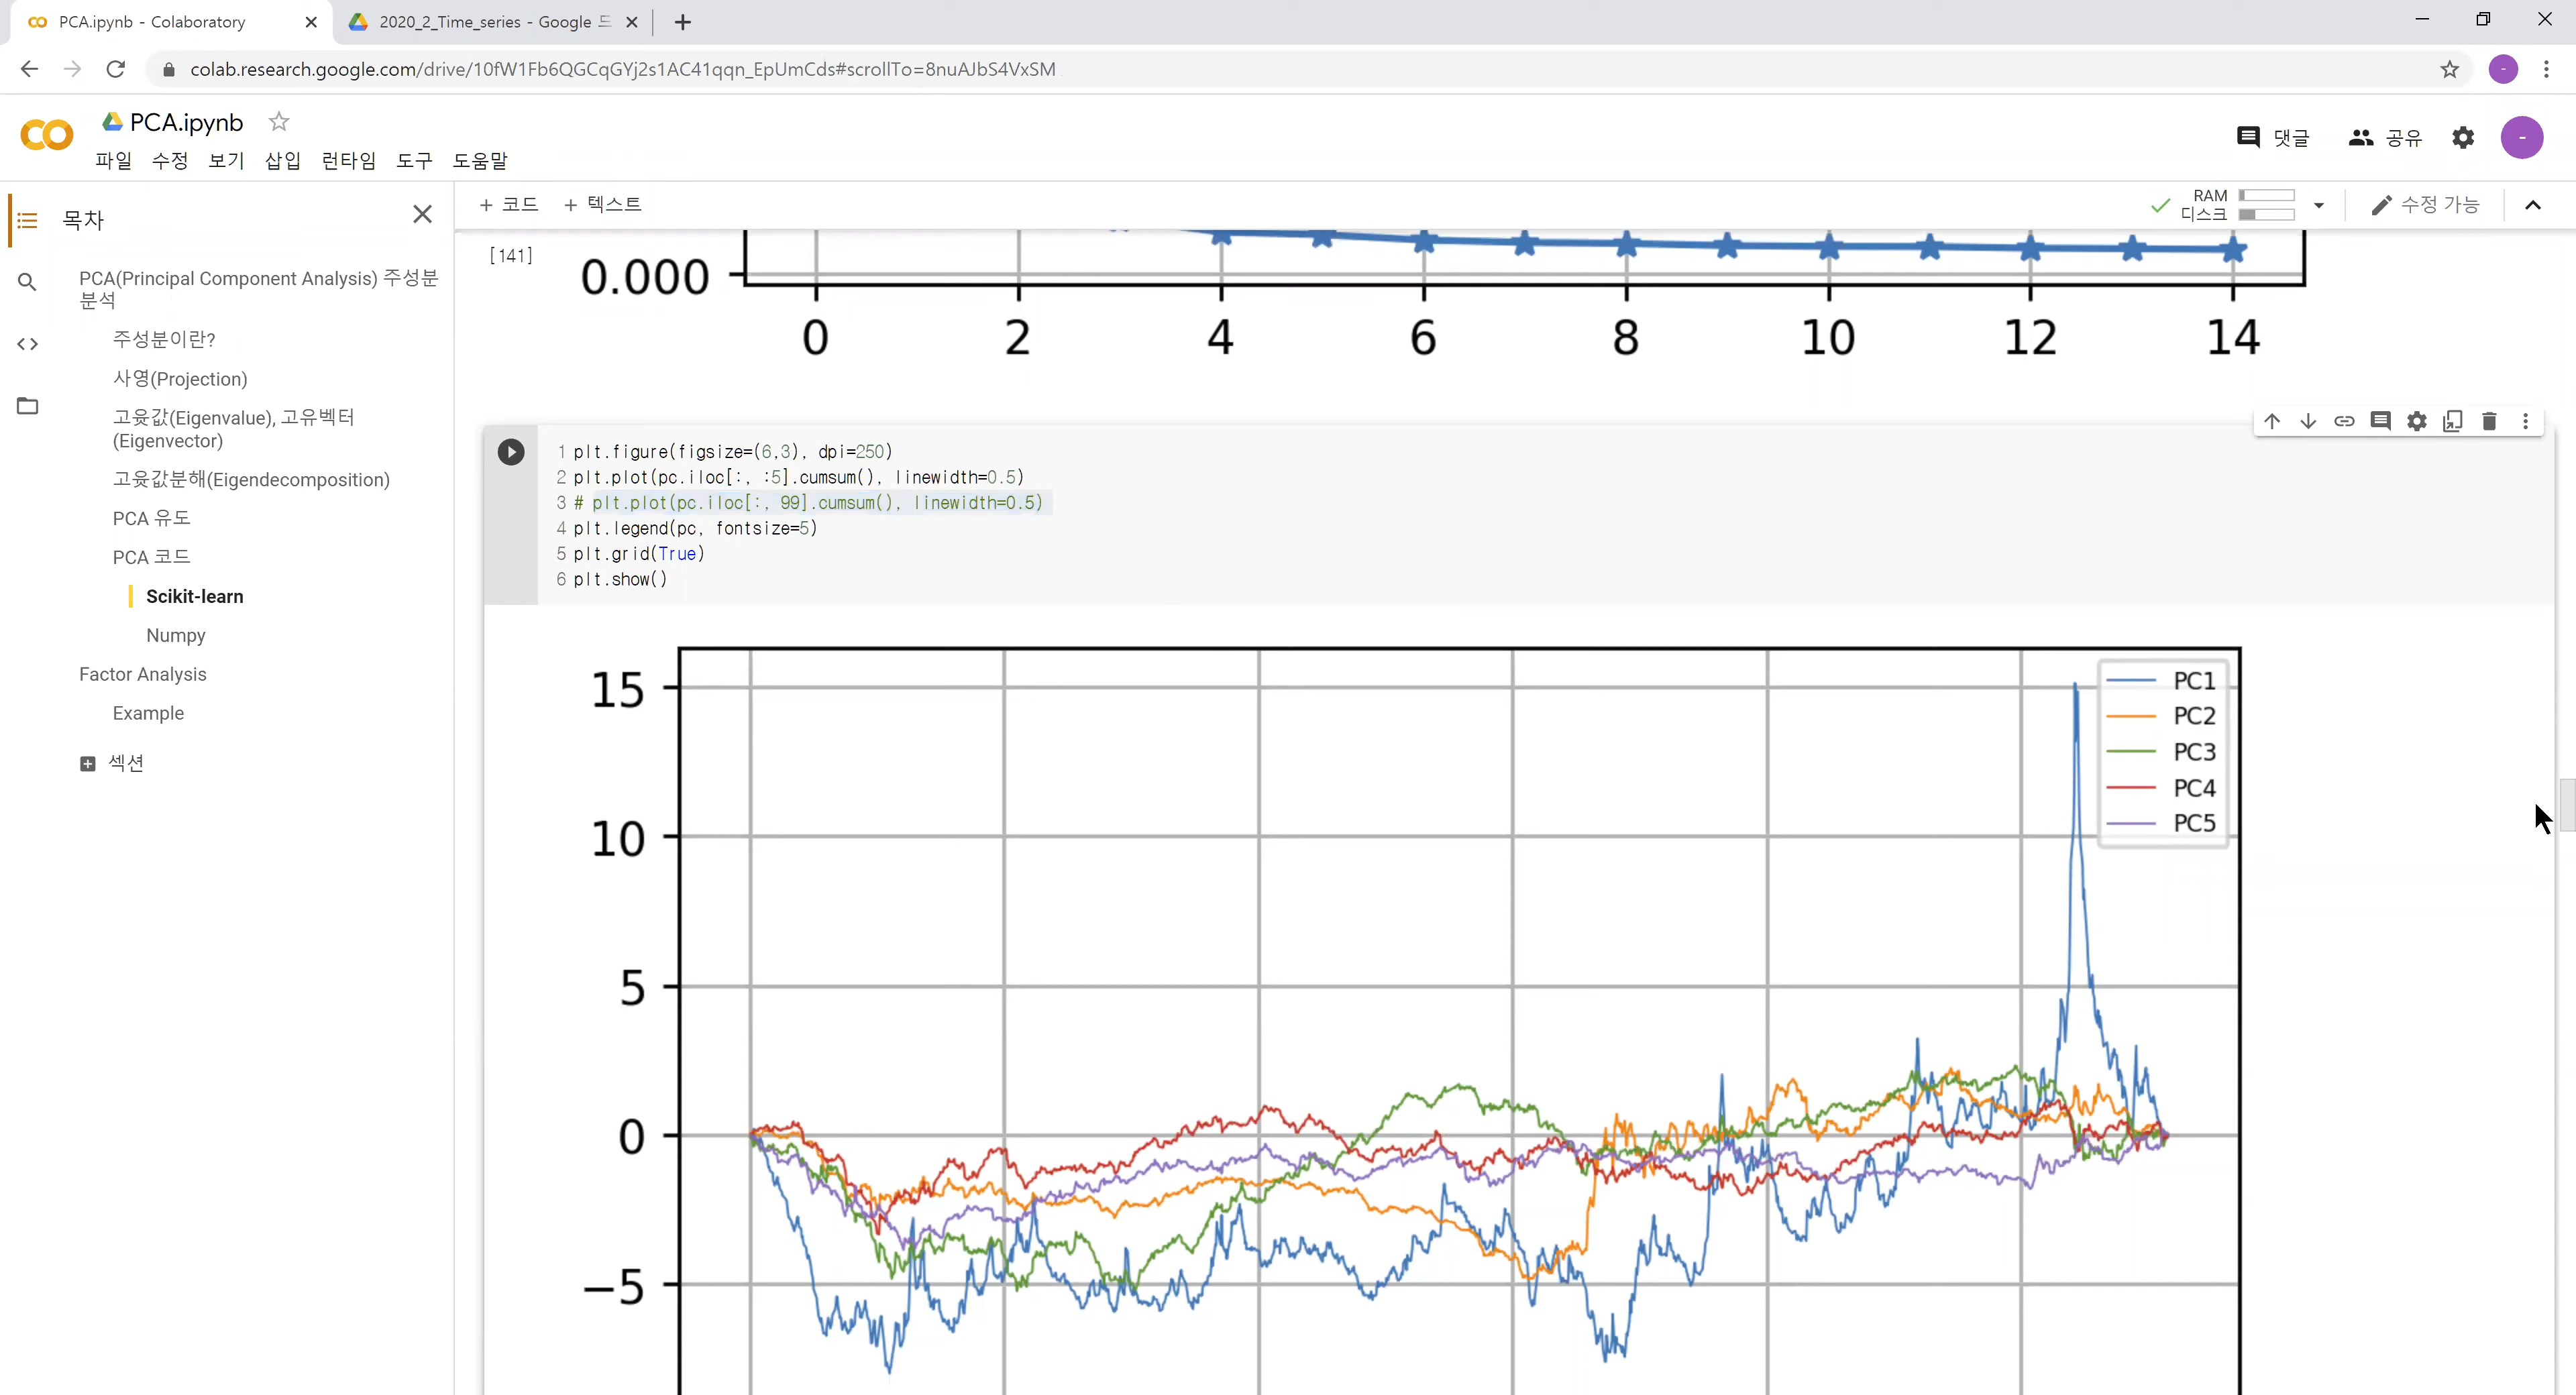 PCA.ipynb - Colaboratory
2020_2_Time_series - Google 드
colab.research.google.com/drive/10fW1Fb6QGCqGYj2s1AC41qqn_EpUmCds#scrollTo=8nuAJbS4VxSM
-
PCA.ipynb
댓글
공유
-
파일 수정 보기 삽입 런타임 도구 도움말
목차
+ 코드 + 텍스트
RAM
디스크
수정 가능
PCA(Principal Component Analysis) 주성분
분석
주성분이란?
사영(Projection)
고윳값(Eigenvalue), 고유벡터
(Eigenvector)
고윳값분해(Eigendecomposition)
PCA 유도
PCA 코드
Scikit-learn
Numpy
Factor Analysis
Example
섹션
[141]
0.000
0 2 4 6 8 10 12 14
1 plt.figure(figsize=(6,3), dpi=250)
2 plt.plot(pc.iloc[:, :5].cumsum(), linewidth=0.5)
3 # plt.plot(pc.iloc[:, 99].cumsum(), linewidth=0.5)
4 plt.legend(pc, fontsize=5)
5 plt.grid(True)
6 plt.show()
15
10
5
0
−5
PC1
PC2
PC3
PC4
PC5